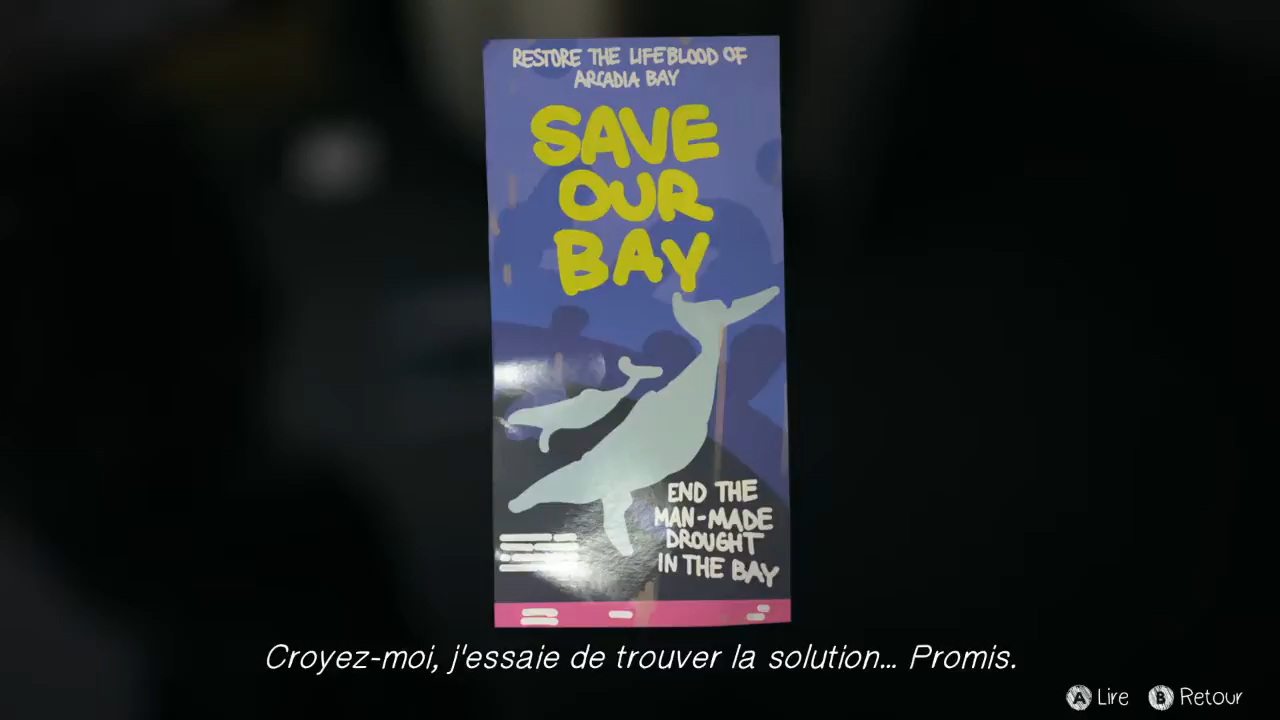 RESTORE THE LIFEBLOOD OF
ARCADIA BAY
SAVE
OUR
BAY
END THE
MAN-MADE
DROUGHT
IN THE BAY
Croyez-moi, j'essaie de trouver la solution... Promis.
A Lire B Retour